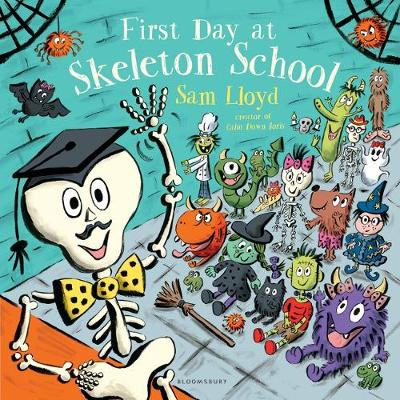 First Day at
Skeleton School
Sam Lloyd
creator of
Calm Down Boris
BLOOMSBURY